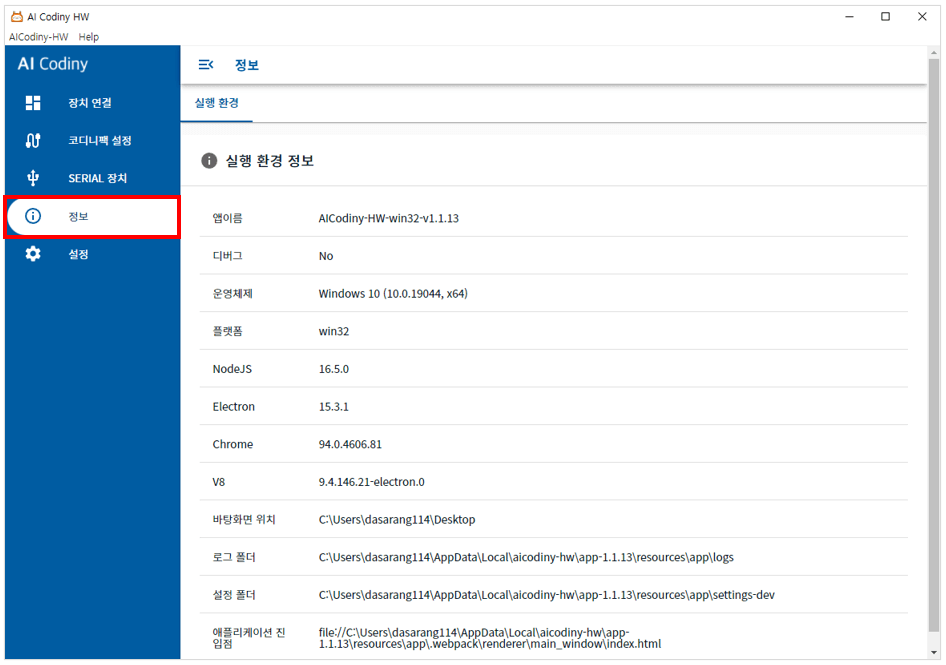 AI Codiny HW
AICodiny-HW Help
AI Codiny
장치 연결
코디니팩 설정
SERIAL 장치
정보
설정
정보
실행 환경
실행 환경 정보
앱이름 AICodiny-HW-win32-v1.1.13
디버그 No
운영체제 Windows 10 (10.0.19044, x64)
플랫폼 win32
NodeJS 16.5.0
Electron 15.3.1
Chrome 94.0.4606.81
V8 9.4.146.21-electron.0
바탕화면 위치 C:\Users\dasarang114\Desktop
로그 폴더 C:\Users\dasarang114\AppData\Local\aicodiny-hw\app-1.1.13\resources\app\logs
설정 폴더 C:\Users\dasarang114\AppData\Local\aicodiny-hw\app-1.1.13\resources\app\settings-dev
애플리케이션 진 file://C:\Users\dasarang114\AppData\Local\aicodiny-hw\app-
입점 1.1.13\resources\app\.webpack\renderer\main_window\index.html